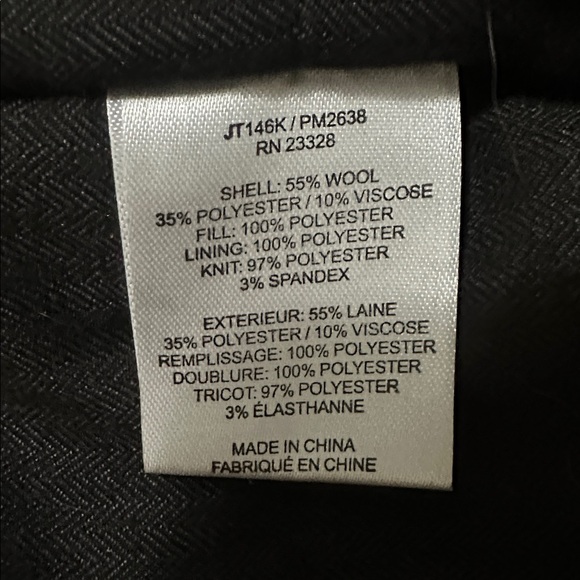 JT146K / PM2638
RN 23328
SHELL: 55% WOOL
35% POLYESTER / 10% VISCOSE
FILL: 100% POLYESTER
LINING: 100% POLYESTER
KNIT: 97% POLYESTER
3% SPANDEX
EXTERIEUR: 55% LAINE
35% POLYESTER / 10% VISCOSE
REMPLISSAGE: 100% POLYESTER
DOUBLURE: 100% POLYESTER
TRICOT: 97% POLYESTER
3% ÉLASTHANNE
MADE IN CHINA
FABRIQUÉ EN CHINE